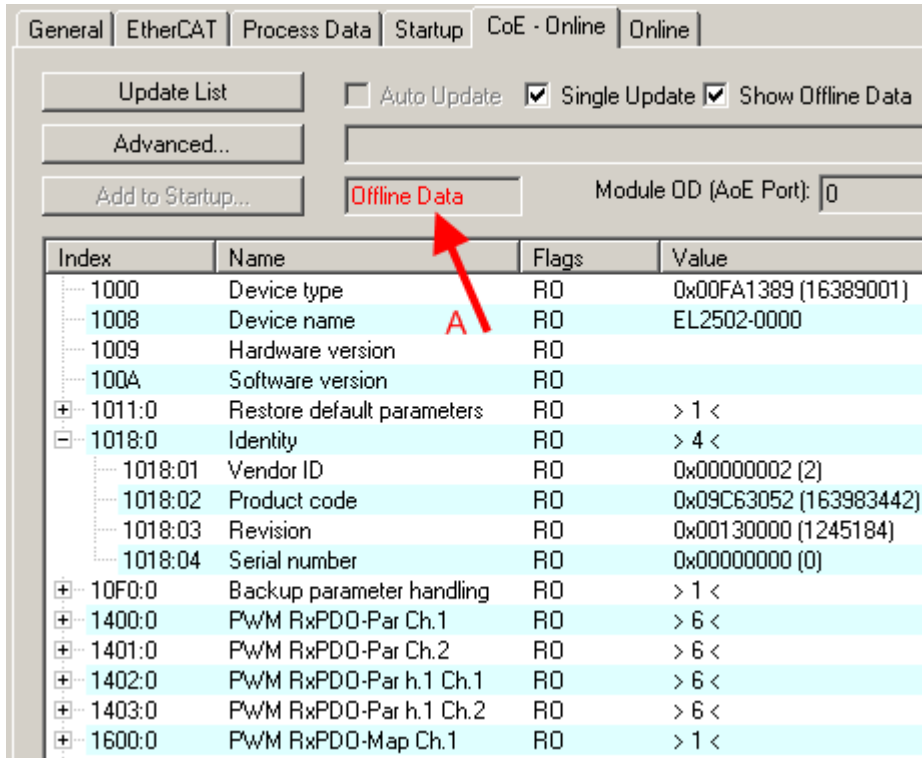 General EtherCAT Process Data Startup CoE - Online Online
Update List Auto Update Single Update Show Offline Data
Advanced...
Add to Startup... Offline Data Module OD (AoE Port): 0
Index Name Flags Value
1000 Device type RO 0x00FA1389 (16389001)
1008 Device name RO EL2502-0000
A
1009 Hardware version RO
100A Software version RO
1011:0 Restore default parameters RO > 1 <
1018:0 Identity RO > 4 <
1018:01 Vendor ID RO 0x00000002 (2)
1018:02 Product code RO 0x09C63052 (163983442)
1018:03 Revision RO 0x00130000 (1245184)
1018:04 Serial number RO 0x00000000 (0)
10F0:0 Backup parameter handling RO > 1 <
1400:0 PWM RxPDO-Par Ch.1 RO > 6 <
1401:0 PWM RxPDO-Par Ch.2 RO > 6 <
1402:0 PWM RxPDO-Par h.1 Ch.1 RO > 6 <
1403:0 PWM RxPDO-Par h.1 Ch.2 RO > 6 <
1600:0 PWM RxPDO-Map Ch.1 RO > 1 <